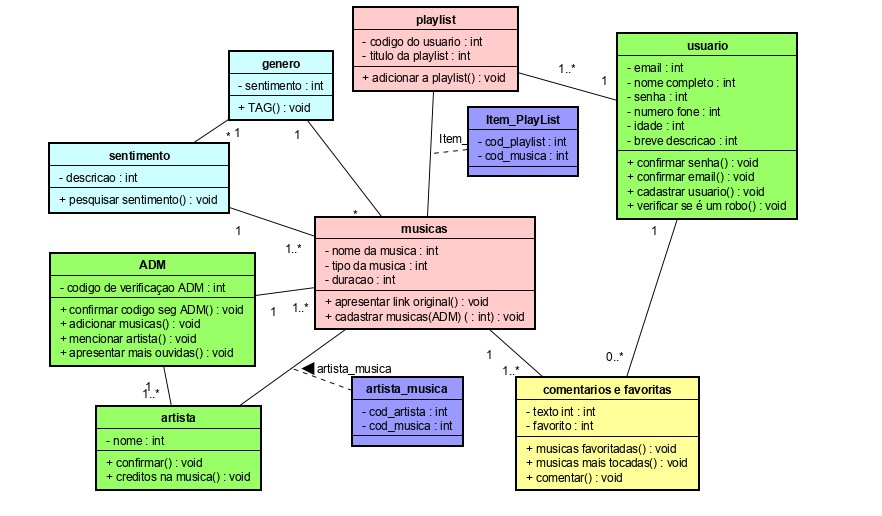 playlist
- codigo do usuario : int
- titulo da playlist : int
+ adicionar a playlist() : void
usuario
- email : int
- nome completo : int
- senha : int
- numero fone : int
- idade : int
- breve descricao : int
+ confirmar senha() : void
+ confirmar email() : void
+ cadastrar usuario() : void
+ verificar se é um robo() : void
1..*
1
genero
- sentimento : int
+ TAG() : void
1
1
*
*
Item_PlayList
- cod_playlist : int
- cod_musica : int
Item_
sentimento
- descricao : int
+ pesquisar sentimento() : void
1
1..*
musicas
- nome da musica : int
- tipo da musica : int
- duracao : int
+ apresentar link original() : void
+ cadastrar musicas(ADM) ( : int) : void
ADM
- codigo de verificaçao ADM : int
+ confirmar codigo seg ADM() : void
+ adicionar musicas() : void
+ mencionar artista() : void
+ apresentar mais ouvidas() : void
1
1..*
1
0..*
1
1..*
1
1..*
artista_musica
artista_musica
- cod_artista : int
- cod_musica : int
artista
- nome : int
+ confirmar() : void
+ creditos na musica() : void
comentarios e favoritas
- texto int : int
- favorito : int
+ musicas favoritadas() : void
+ musicas mais tocadas() : void
+ comentar() : void